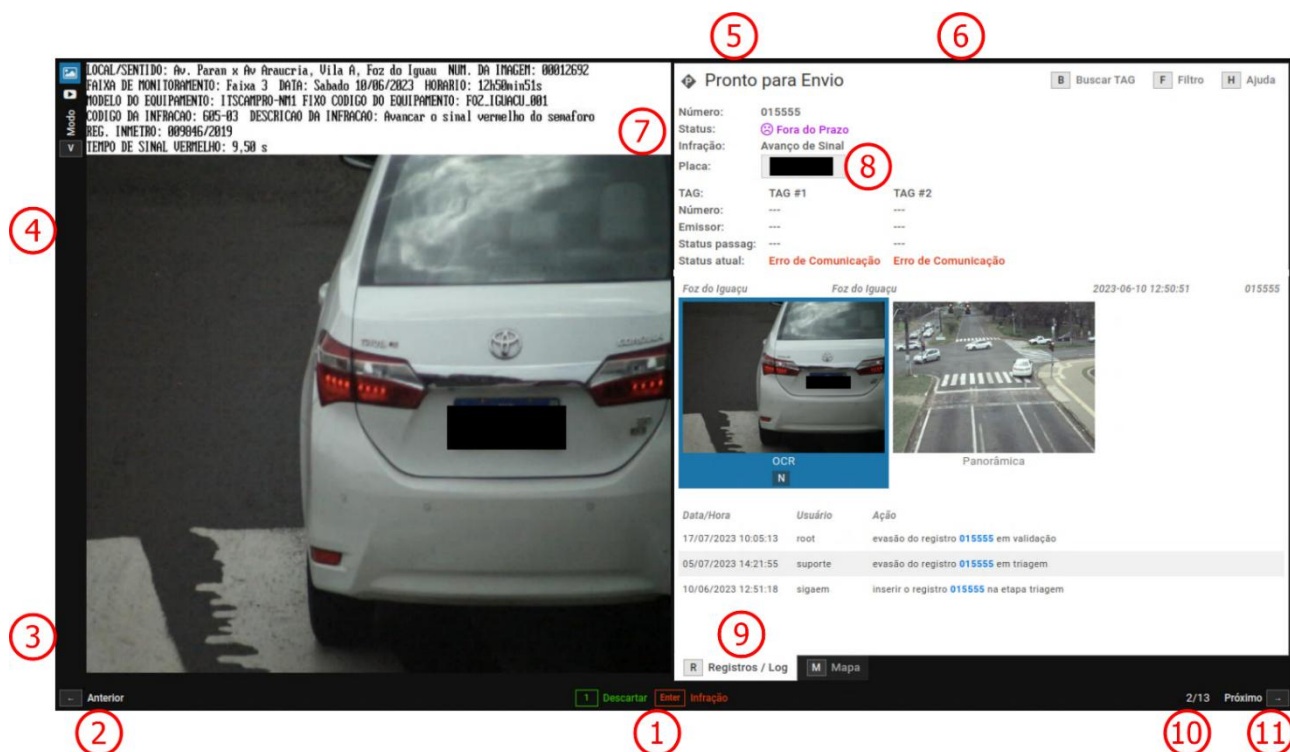 5
6
LOCAL/SENTIDO: Av. Paran x Av Araucria, Vila A, Foz do Iguau NUM. DA IMAGEM: 00012692
FAIXA DE MONITORAMENTO: Faixa 3 DATA: Sabado 10/06/2023 HORARIO: 12h50min51s
MODELO DO EQUIPAMENTO: ITSCAMPRO-NM1 FIXO CODIGO DO EQUIPAMENTO: FOZ_IGUACU_001
CODIGO DA INFRACAO: 605-03 DESCRICAO DA INFRACAO: Avancar o sinal vermelho do semaforo
REG. INMETRO: 009846/2019
TEMPO DE SINAL VERMELHO: 9,50 s
Modo
V
7
4
3
Pronto para Envio
B Buscar TAG F Filtro H Ajuda
Número: 015555
Status: Fora do Prazo
Infração: Avanço de Sinal
Placa:
8
TAG: TAG #1 TAG #2
Número: --- ---
Emissor: --- ---
Status passag: --- ---
Status atual: Erro de Comunicação Erro de Comunicação
Foz do Iguaçu Foz do Iguaçu 2023-06-10 12:50:51 015555
COROLLA
OCR Panorâmica
N
Data/Hora Usuário Ação
17/07/2023 10:05:13 root evasão do registro 015555 em validação
05/07/2023 14:21:55 suporte evasão do registro 015555 em triagem
10/06/2023 12:51:18 sigaem inserir o registro 015555 na etapa triagem
9
R Registros / Log M Mapa
← Anterior 1 Descartar Enter Infração 2/13 Próximo →
2
1
10
11